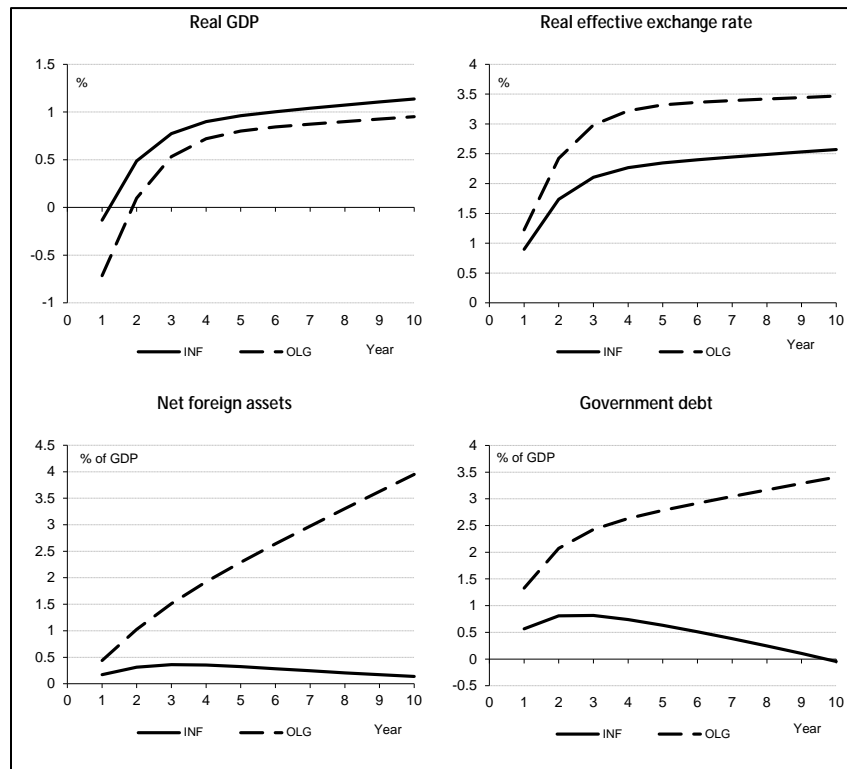 Real GDP
%
1.5
1
0.5
0
-0.5
-1
0 1 2 3 4 5 6 7 8 9 10
INF OLG Year
Real effective exchange rate
%
4
3.5
3
2.5
2
1.5
1
0.5
0
0 1 2 3 4 5 6 7 8 9 10
INF OLG Year
Net foreign assets
% of GDP
4.5
4
3.5
3
2.5
2
1.5
1
0.5
0
0 1 2 3 4 5 6 7 8 9 10
INF OLG Year
Government debt
% of GDP
4
3.5
3
2.5
2
1.5
1
0.5
0
-0.5
0 1 2 3 4 5 6 7 8 9 10
INF OLG Year